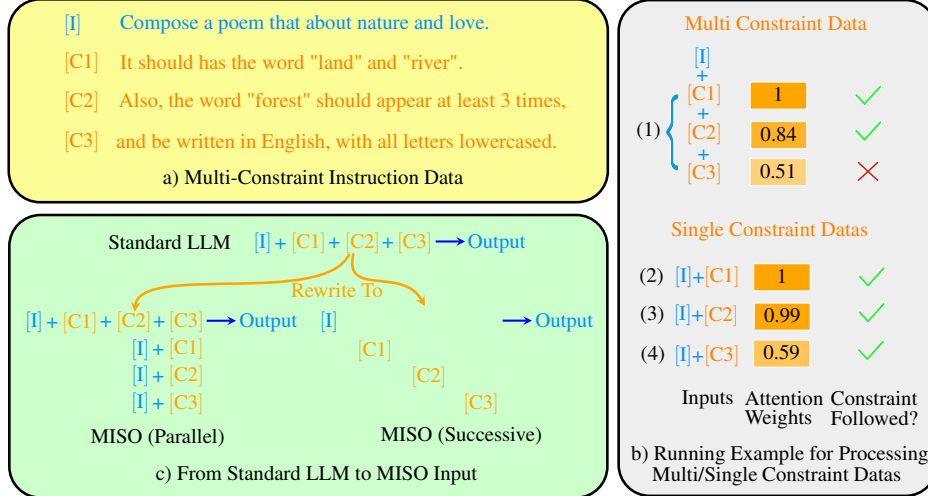 [I] Compose a poem that about nature and love.
[C1] It should has the word "land" and "river".
[C2] Also, the word "forest" should appear at least 3 times,
[C3] and be written in English, with all letters lowercased.
a) Multi-Constraint Instruction Data
Standard LLM [I] + [C1] + [C2] + [C3] Output
Rewrite To
[I] + [C1] + [C2] + [C3] Output
[I] + [C1]
[I] + [C2]
[I] + [C3]
MISO (Parallel)
[I] Output
[C1]
[C2]
[C3]
MISO (Successive)
c) From Standard LLM to MISO Input
Multi Constraint Data
[I]
+
[C1] 1
+
(1) [C2] 0.84
+
[C3] 0.51
Single Constraint Datas
(2) [I]+[C1] 1
(3) [I]+[C2] 0.99
(4) [I]+[C3] 0.59
Inputs Attention Constraint
Weights Followed?
b) Running Example for Processing
Multi/Single Constraint Datas